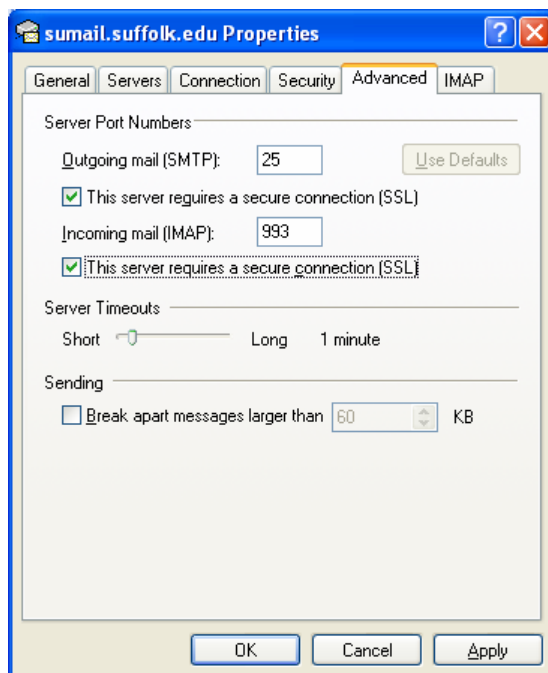 sumail.suffolk.edu Properties
General Servers Connection Security Advanced IMAP
Server Port Numbers
Outgoing mail (SMTP): 25 Use Defaults
This server requires a secure connection (SSL)
Incoming mail (IMAP): 993
This server requires a secure connection (SSL)
Server Timeouts
Short Long 1 minute
Sending
Break apart messages larger than 60 KB
OK Cancel Apply